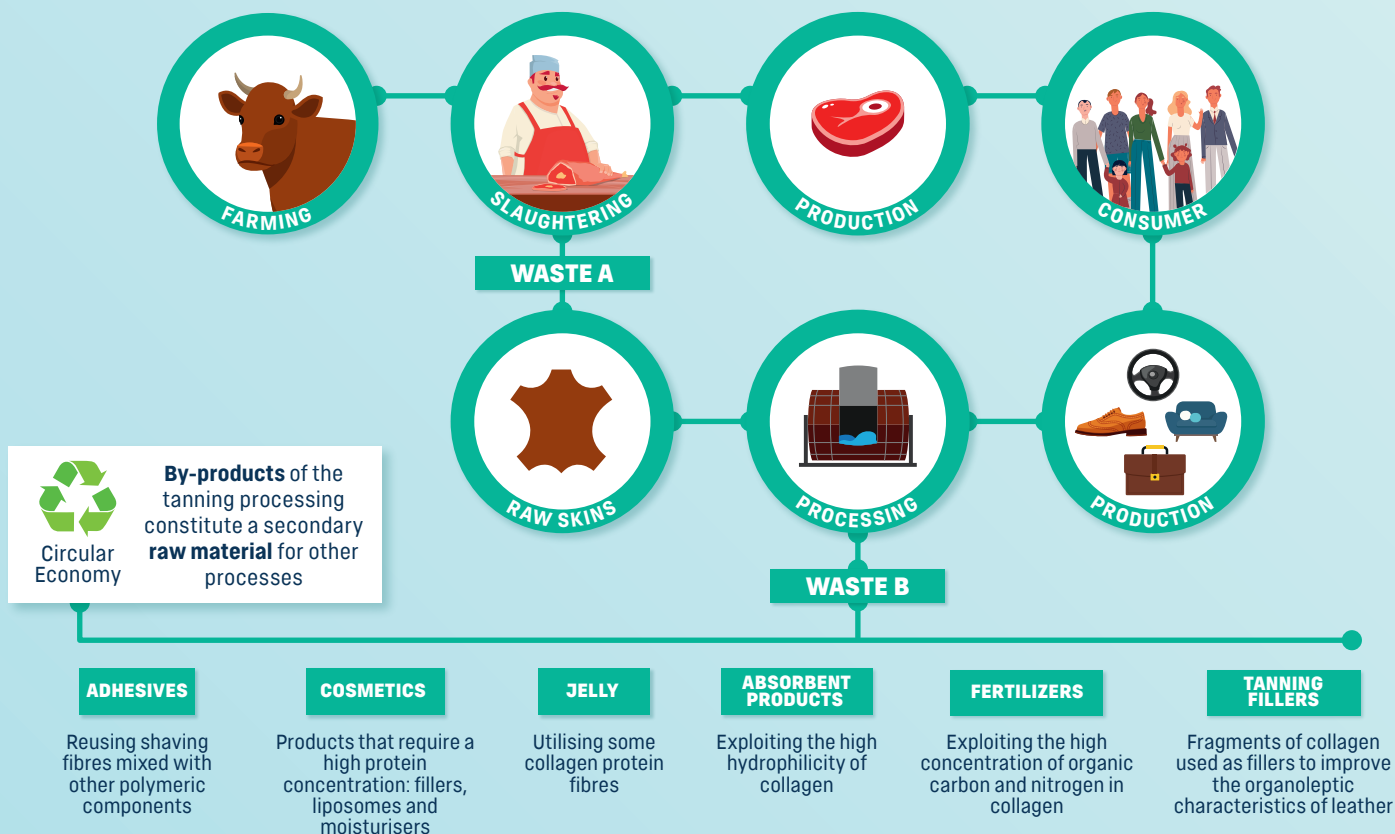 FARMING
SLAUGHTERING
PRODUCTION
CONSUMER
WASTE A
RAW SKINS
PROCESSING
PRODUCTION
Circular
Economy
By-products of the
tanning processing
constitute a secondary
raw material for other
processes
WASTE B
ADHESIVES
Reusing shaving
fibres mixed with
other polymeric
components
COSMETICS
Products that require a
high protein
concentration: fillers,
liposomes and
moisturisers
JELLY
Utilising some
collagen protein
fibres
ABSORBENT
PRODUCTS
Exploiting the high
hydrophilicity of
collagen
FERTILIZERS
Exploiting the high
concentration of organic
carbon and nitrogen in
collagen
TANNING
FILLERS
Fragments of collagen
used as fillers to improve
the organoleptic
characteristics of leather